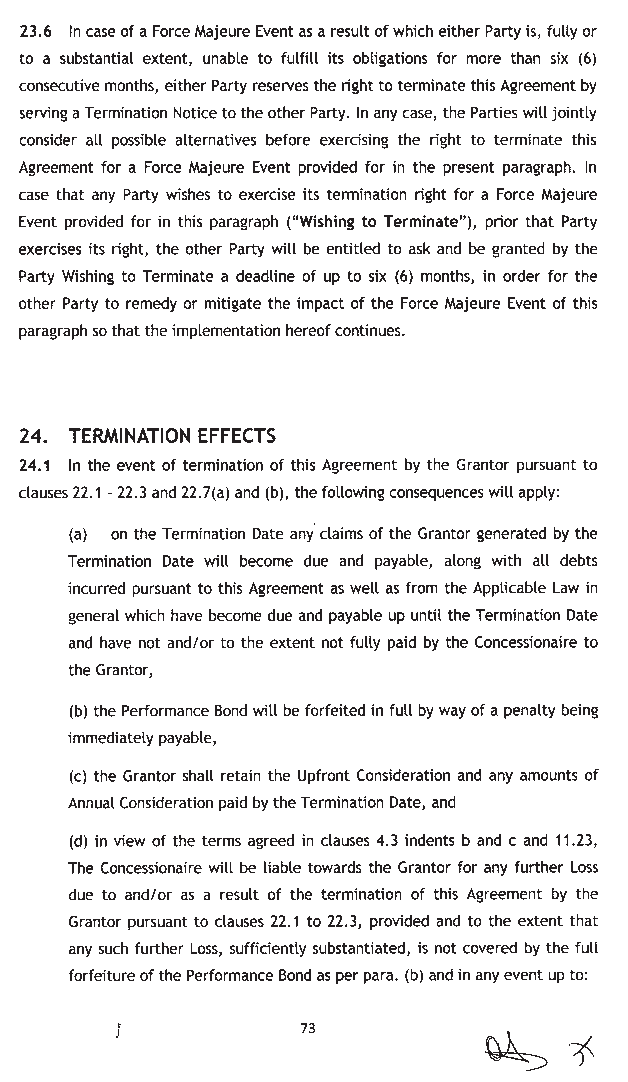 23.6 In case of a Force Majeure Event as a result of which either Party is, fully or
to a substantial extent, unable to fulfill its obligations for more than six (6)
consecutive months, either Party reserves the right to terminate this Agreement by
serving a Termination Notice to the other Party. In any case, the Parties will jointly
consider all possible alternatives before exercising the right to terminate this
Agreement for a Force Majeure Event provided for in the present paragraph. In
case that any Party wishes to exercise its termination right for a Force Majeure
Event provided for in this paragraph (“Wishing to Terminate”), prior that Party
exercises its right, the other Party will be entitled to ask and be granted by the
Party Wishing to Terminate a deadline of up to six (6) months, in order for the
other Party to remedy or mitigate the impact of the Force Majeure Event of this
paragraph so that the implementation hereof continues.
24. TERMINATION EFFECTS
24.1 In the event of termination of this Agreement by the Grantor pursuant to
clauses 22.1 - 22.3 and 22.7(a) and (b), the following consequences will apply:
(a) on the Termination Date any claims of the Grantor generated by the
Termination Date will become due and payable, along with all debts
incurred pursuant to this Agreement as well as from the Applicable Law in
general which have become due and payable up until the Termination Date
and have not and/or to the extent not fully paid by the Concessionaire to
the Grantor,
(b) the Performance Bond will be forfeited in full by way of a penalty being
immediately payable,
(c) the Grantor shall retain the Upfront Consideration and any amounts of
Annual Consideration paid by the Termination Date, and
(d) in view of the terms agreed in clauses 4.3 indents b and c and 11.23,
The Concessionaire will be liable towards the Grantor for any further Loss
due to and/or as a result of the termination of this Agreement by the
Grantor pursuant to clauses 22.1 to 22.3, provided and to the extent that
any such further Loss, sufficiently substantiated, is not covered by the full
forfeiture of the Performance Bond as per para. (b) and in any event up to:
73